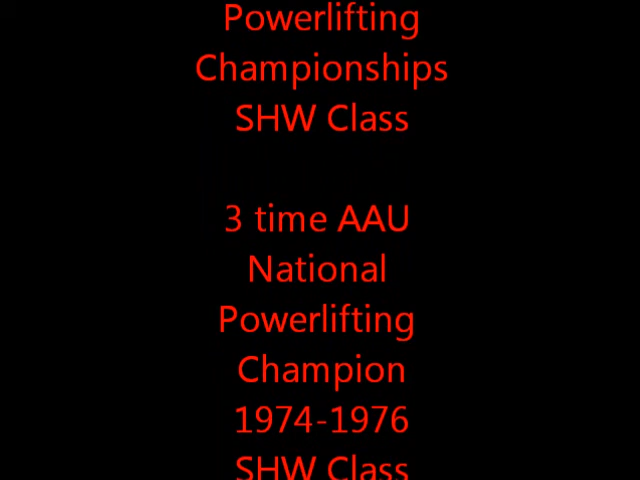 Powerlifting
Championships
SHW Class
3 time AAU
National
Powerlifting
Champion
1974-1976
SHW Class